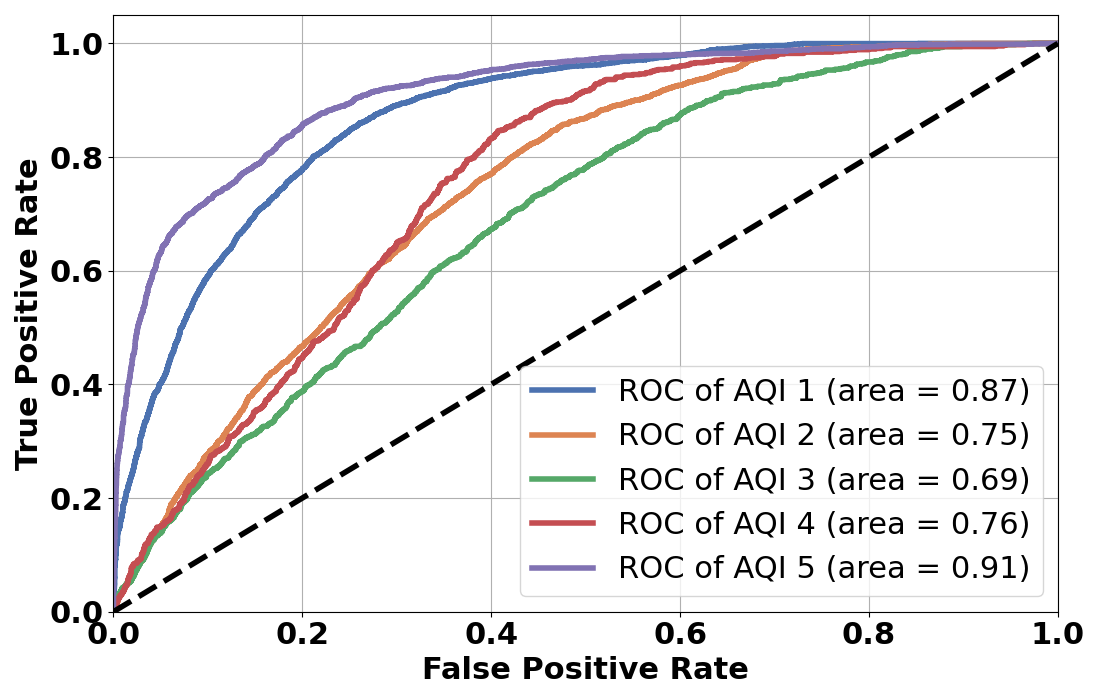 True Positive Rate
1.0
0.8
0.6
0.4
0.2
0.0
0.0 0.2 0.4 0.6 0.8 1.0
False Positive Rate
ROC of AQI 1 (area = 0.87)
ROC of AQI 2 (area = 0.75)
ROC of AQI 3 (area = 0.69)
ROC of AQI 4 (area = 0.76)
ROC of AQI 5 (area = 0.91)